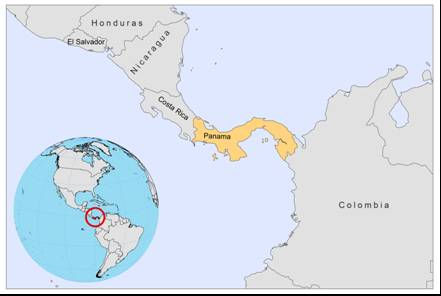 Honduras
El Salvador
Nicaragua
Costa Rica
Panama
Colombia